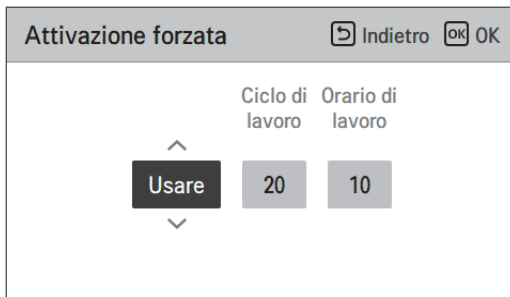 Attivazione forzata Indietro OK OK
Ciclo di Orario di
lavoro lavoro
Usare 20 10